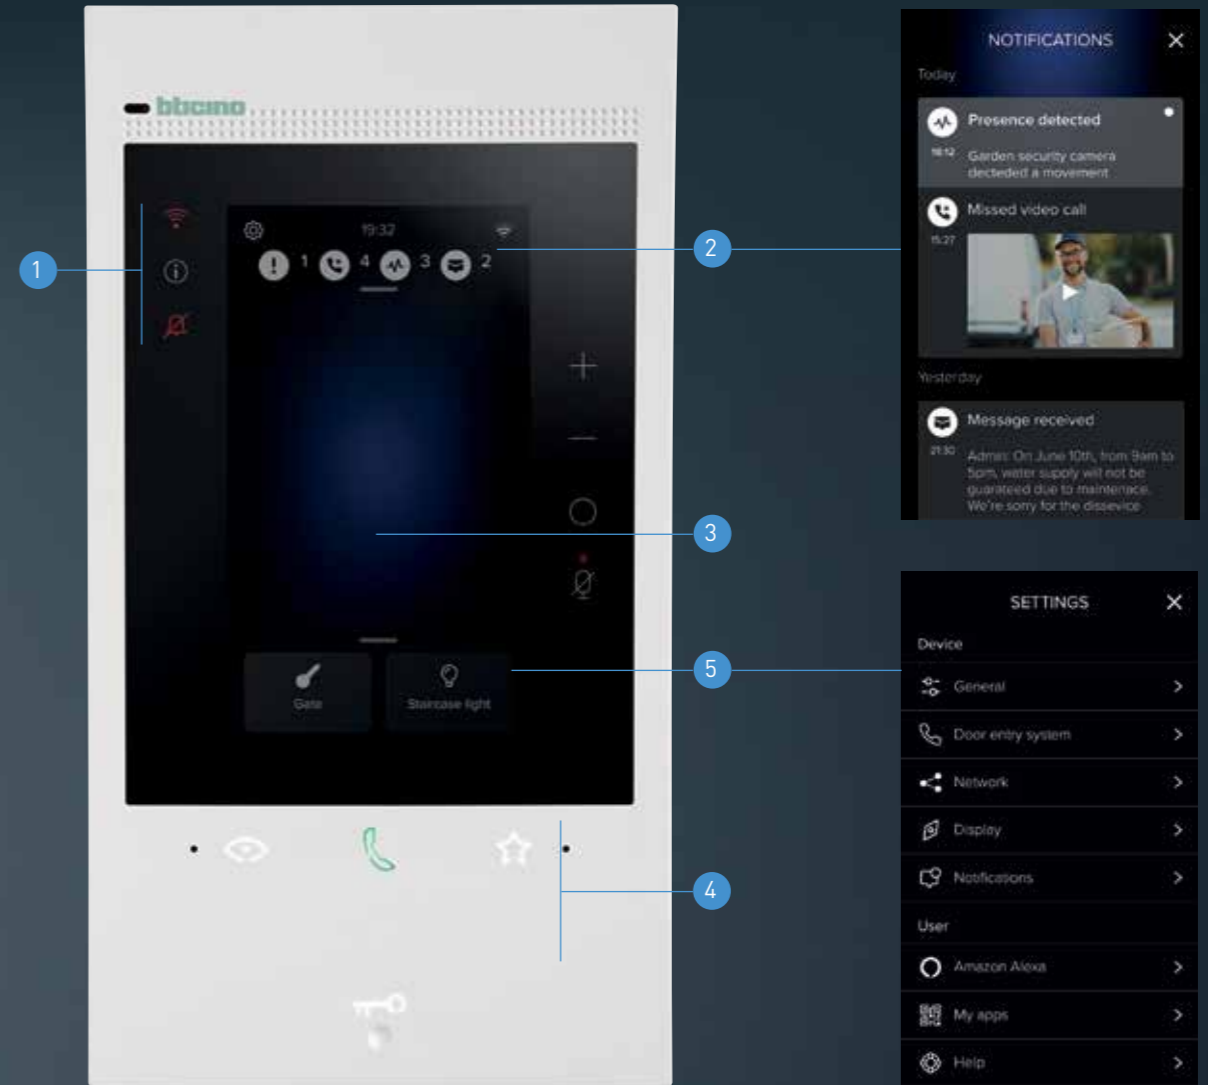 bticino
19:32
1 4 3 2
Gate
Staircase light
1
2
3
4
5
NOTIFICATIONS
Today
Presence detected
18:12
Garden security camera
decteded a movement
Missed video call
15:27
Yesterday
Message received
21:30
Admin: On June 10th, from 9am to
5pm, water supply will not be
guarateed due to maintenace.
We're sorry for the dissevice
SETTINGS
Device
General
Door entry system
Network
Display
Notifications
User
Amazon Alexa
My apps
Help